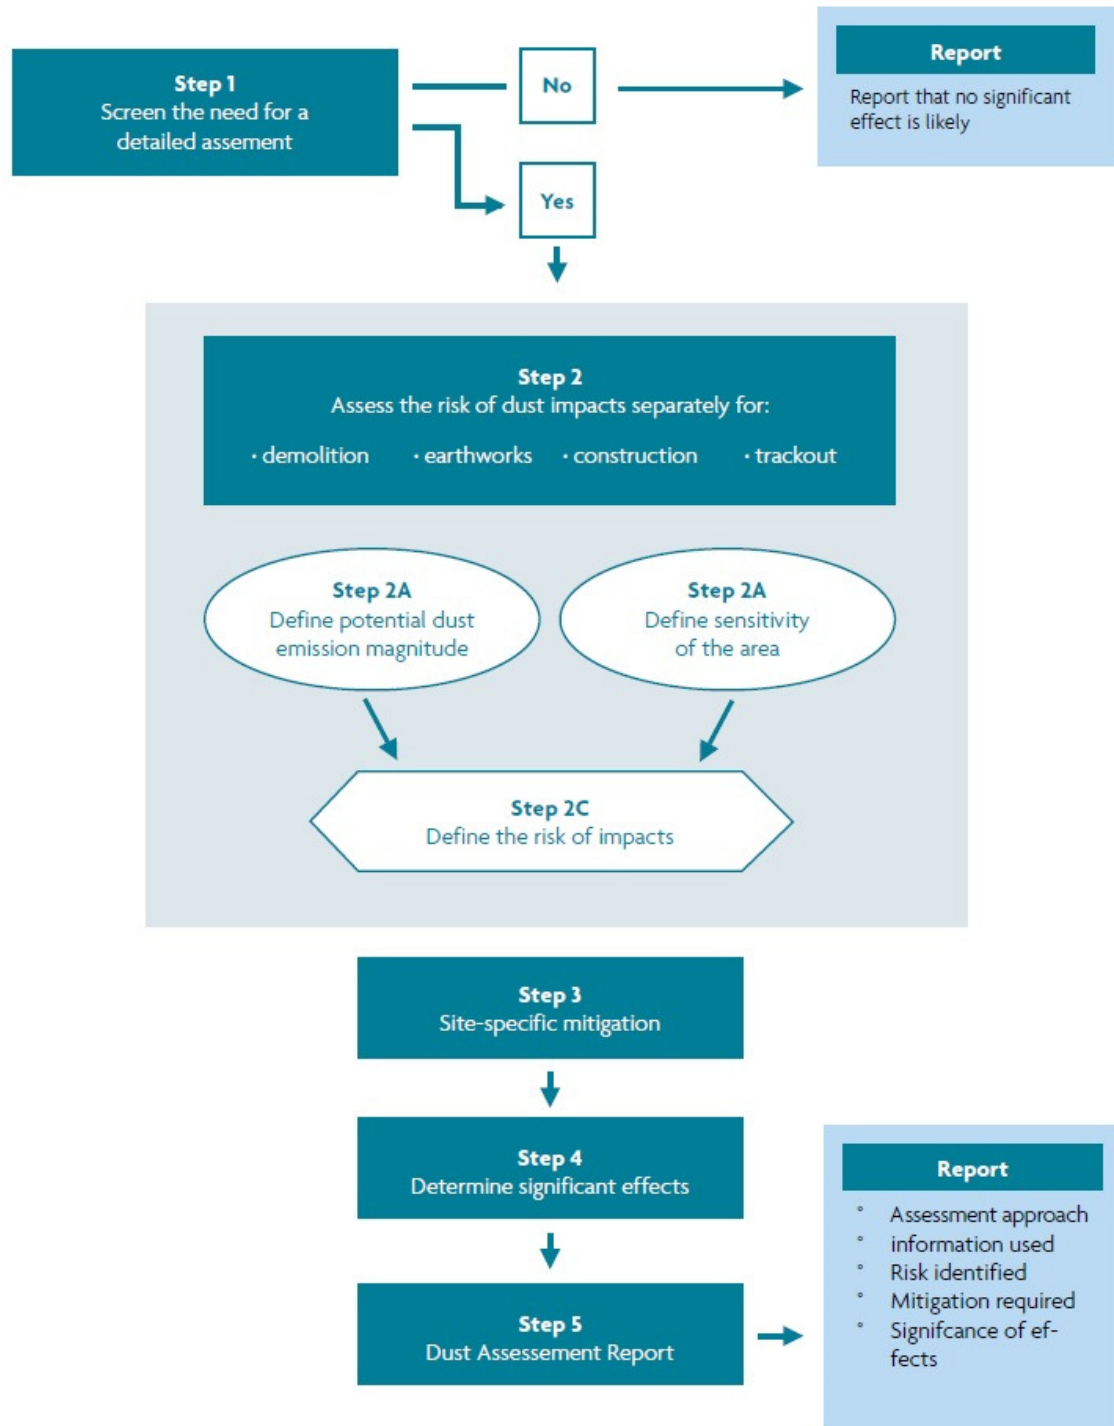 Step 1
Screen the need for a
detailed assement
No
Yes
Report
Report that no significant
effect is likely
Step 2
Assess the risk of dust impacts separately for:
· demolition · earthworks · construction · trackout
Step 2A
Define potential dust
emission magnitude
Step 2A
Define sensitivity
of the area
Step 2C
Define the risk of impacts
Step 3
Site-specific mitigation
Step 4
Determine significant effects
Step 5
Dust Assessement Report
Report
° Assessment approach
° information used
° Risk identified
° Mitigation required
° Signifcance of ef-
fects